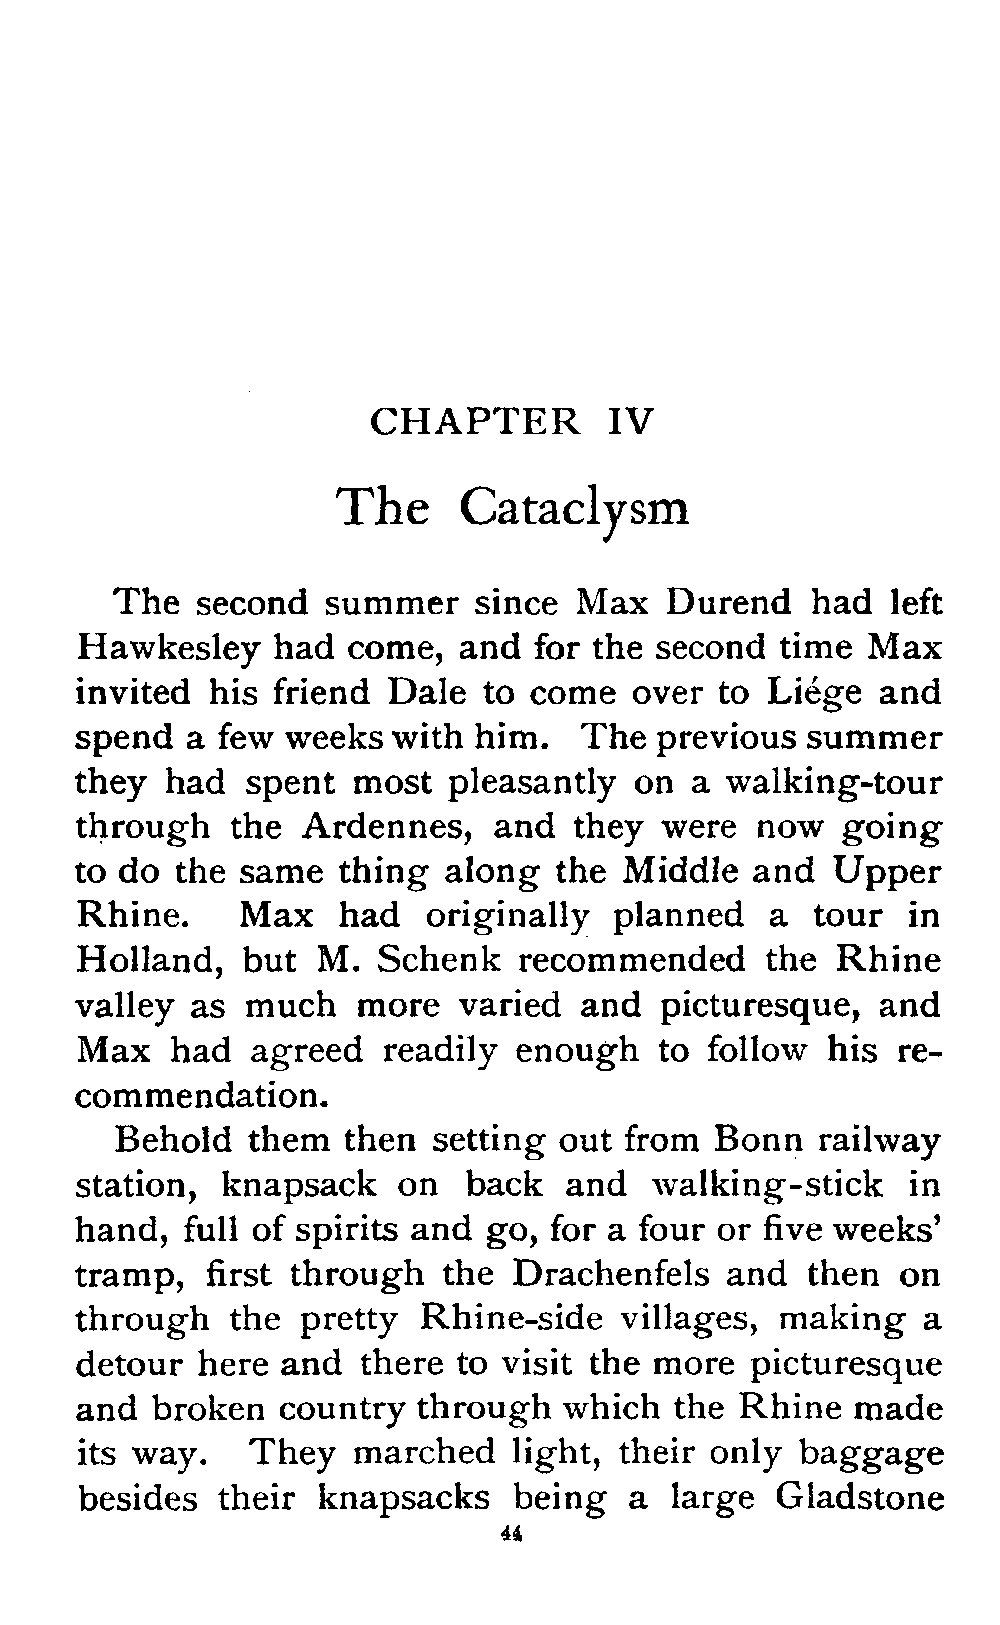 CHAPTER IV
The Cataclysm
The second summer since Max Durend had left
Hawkesley had come, and for the second time Max
invited his friend Dale to come over to Liége and
spend a few weeks with him. The previous summer
they had spent most pleasantly on a walking-tour
through the Ardennes, and they were now going
to do the same thing along the Middle and Upper
Rhine. Max had originally planned a tour in
Holland, but M. Schenk recommended the Rhine
valley as much more varied and picturesque, and
Max had agreed readily enough to follow his re-
commendation.
Behold them then setting out from Bonn railway
station, knapsack on back and walking-stick in
hand, full of spirits and go, for a four or five weeks'
tramp, first through the Drachenfels and then on
through the pretty Rhine-side villages, making a
detour here and there to visit the more picturesque
and broken country through which the Rhine made
its way. They marched light, their only baggage
besides their knapsacks being a large Gladstone
44